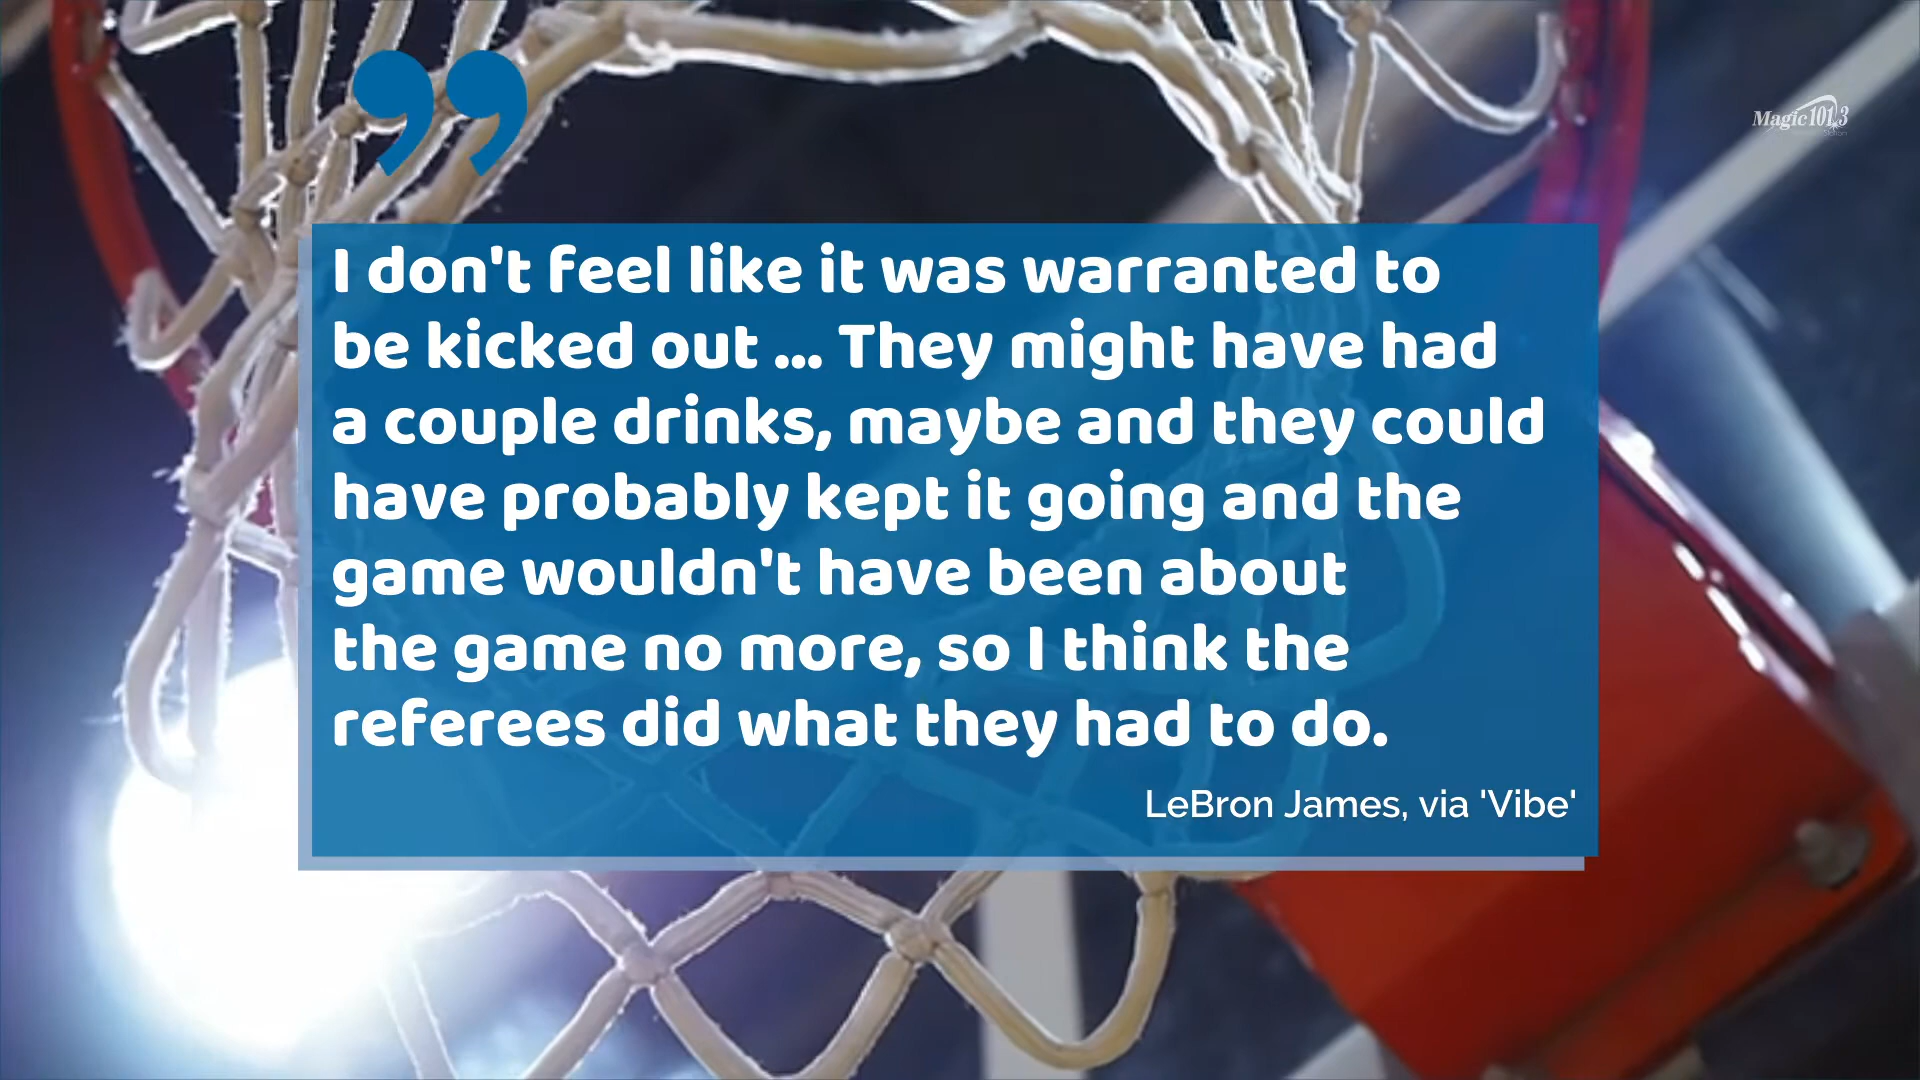 ”
Magic 101.3
I don't feel like it was warranted to
be kicked out ... They might have had
a couple drinks, maybe and they could
have probably kept it going and the
game wouldn't have been about
the game no more, so I think the
referees did what they had to do.
LeBron James, via 'Vibe'